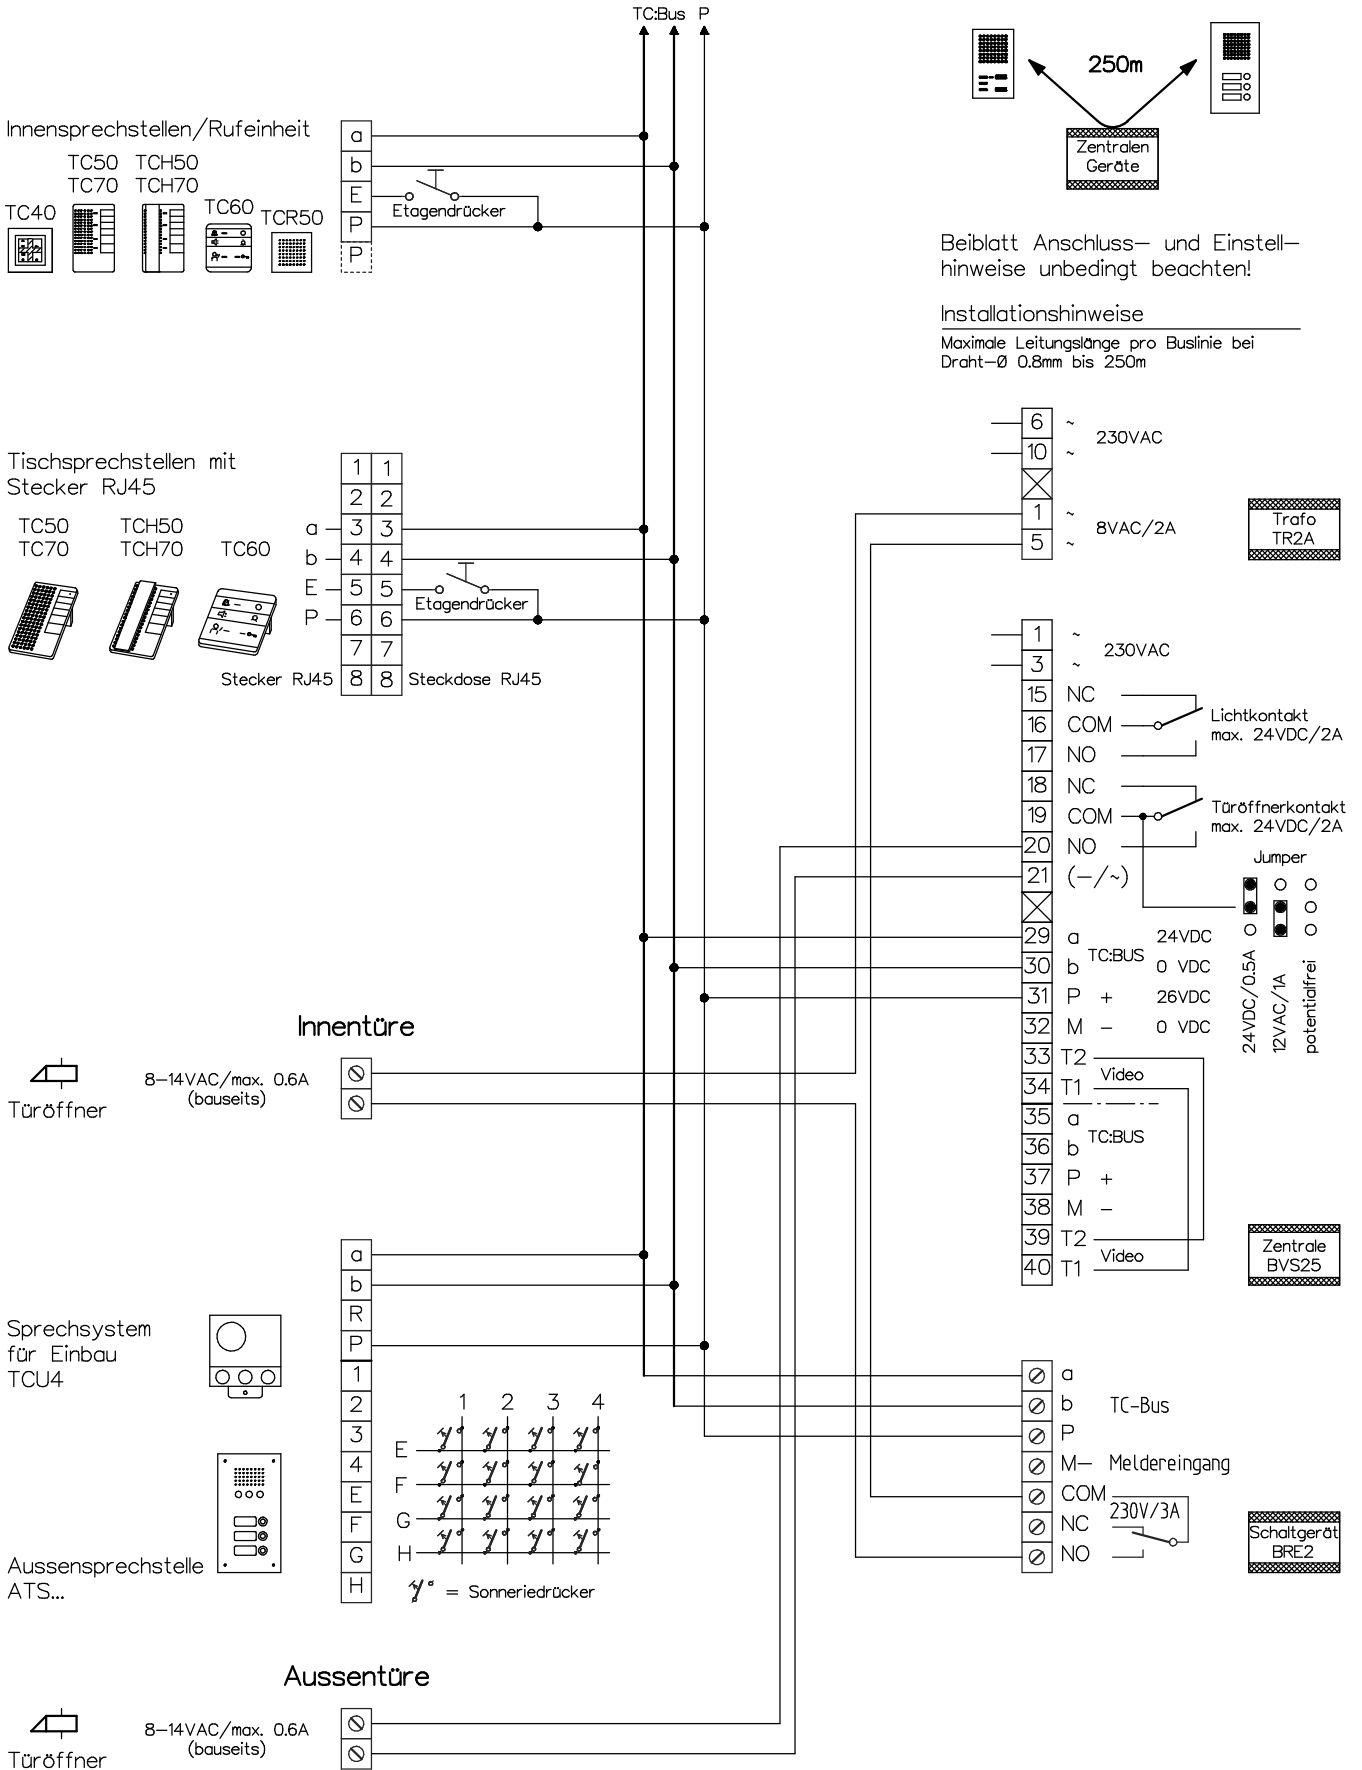 TC:Bus P
250m
Zentralen
Geräte
Beiblatt Anschluss– und Einstell–
hinweise unbedingt beachten!
Installationshinweise
Maximale Leitungslänge pro Buslinie bei
Draht–Ø 0.8mm bis 250m
Innensprechstellen/Rufeinheit
TC50 TCH50
TC70 TCH70
TC40
TC60
TCR50
a
b
E
P
P
Etagendrücker
Tischsprechstellen mit
Stecker RJ45
TC50 TCH50
TC70 TCH70 TC60
1 1
2 2
a 3 3
b 4 4
E 5 5
P 6 6
7 7
Stecker RJ45 8 8 Steckdose RJ45
Etagendrücker
6 ~
10 ~
230VAC
1 ~
5 ~
8VAC/2A
Trafo
TR2A
1 ~
3 ~
230VAC
15 NC
16 COM
17 NO
Lichtkontakt
max. 24VDC/2A
18 NC
19 COM
20 NO
Türöffnerkontakt
max. 24VDC/2A
21 (–/~)
Jumper
24VDC/0.5A
12VAC/1A
potentialfrei
29 a 24VDC
TC:BUS
30 b 0 VDC
31 P + 26VDC
32 M – 0 VDC
33 T2
Video
34 T1
35 a
TC:BUS
36 b
37 P +
38 M –
39 T2
Video
40 T1
Zentrale
BVS25
Innentüre
Türöffner
8–14VAC/max. 0.6A
(bauseits)
Sprechsystem
für Einbau
TCU4
Aussensprechstelle
ATS...
a
b
R
P
1
2
3
4
E
F
G
H
1 2 3 4
E
F
G
H
= Sonneriedrücker
a
b TC–Bus
P
M– Meldereingang
COM
230V/3A
NC
NO
Schaltgerät
BRE2
Aussentüre
Türöffner
8–14VAC/max. 0.6A
(bauseits)